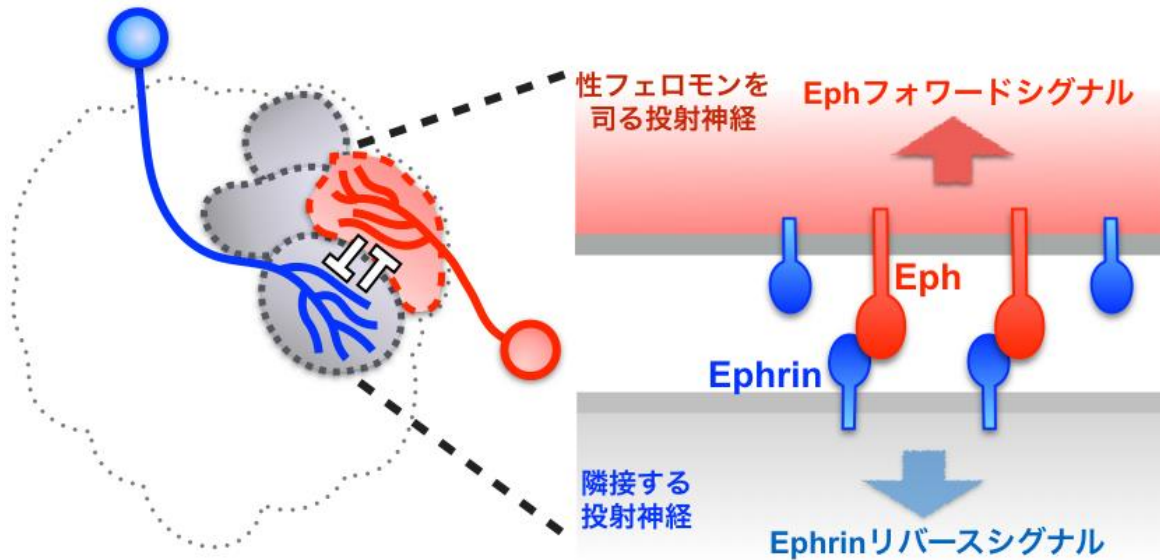 性フェロモンを
司る投射神経
Ephフォワードシグナル
Eph
Ephrin
隣接する
投射神経
Ephrinリバースシグナル